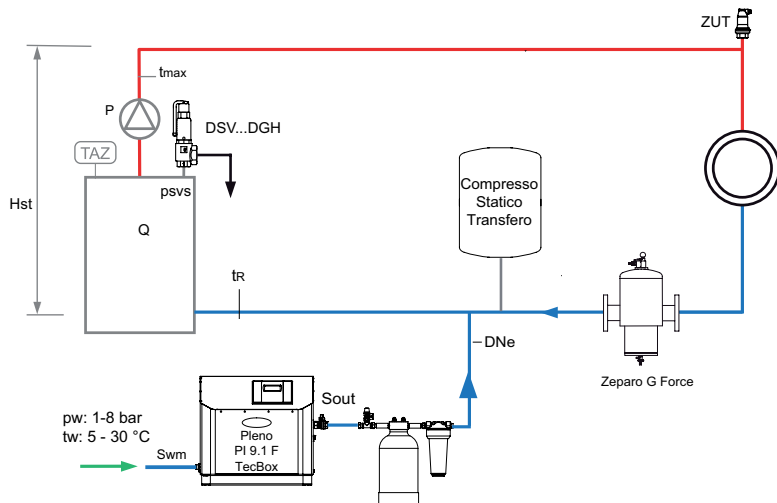 ZUT
tmax
P
DSV...DGH
TAZ
psvs
Hst
Q
Compresso
Statico
Transfero
tR
DNe
Zeparo G Force
Sout
pw: 1-8 bar
tw: 5 - 30 °C
Swm
Pleno
PI 9.1 F
TecBox